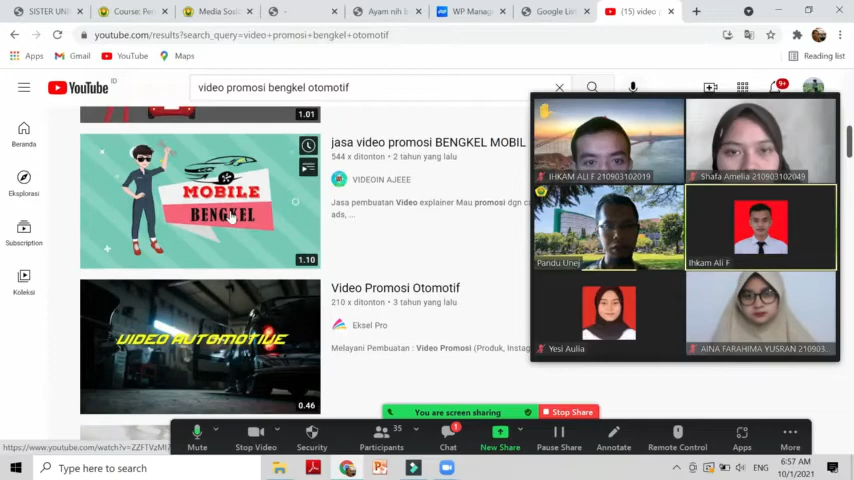 SISTER UN
Course: Pe
Media Sosi
-
Ayam nih b
WP Manag
Google List
(15) video p
youtube.com/results?search_query=video+promosi+bengkel+otomotif
Apps
Gmail
YouTube
Maps
Reading list
YouTube ID
video promosi bengkel otomotif
9+
1.01
Beranda
Eksplorasi
Subscription
Koleksi
MOBILE
BENGKEL
1.10
jasa video promosi BENGKEL MOBIL
544 x ditonton • 2 tahun yang lalu
VIDEOIN AJEEE
Jasa pembuatan Video explainer Mau promosi dgn c
ads, ...
VIDEO AUTOMOTIVE
0.46
Video Promosi Otomotif
210 x ditonton • 3 tahun yang lalu
Eksel Pro
Melayani Pembuatan : Video Promosi (Produk, Instag
IHKAM ALI F 210903102019
Shafa Amelia 210903102049
Pandu Unej
Ihkam Ali F
Yesi Aulia
AINA FARAHIMA YUSRAN 210903...
You are screen sharing
Stop Share
Mute
Stop Video
Security
Participants
35
Chat
1
New Share
Pause Share
Annotate
Remote Control
Apps
More
Type here to search
ENG
6:57 AM
10/1/2021